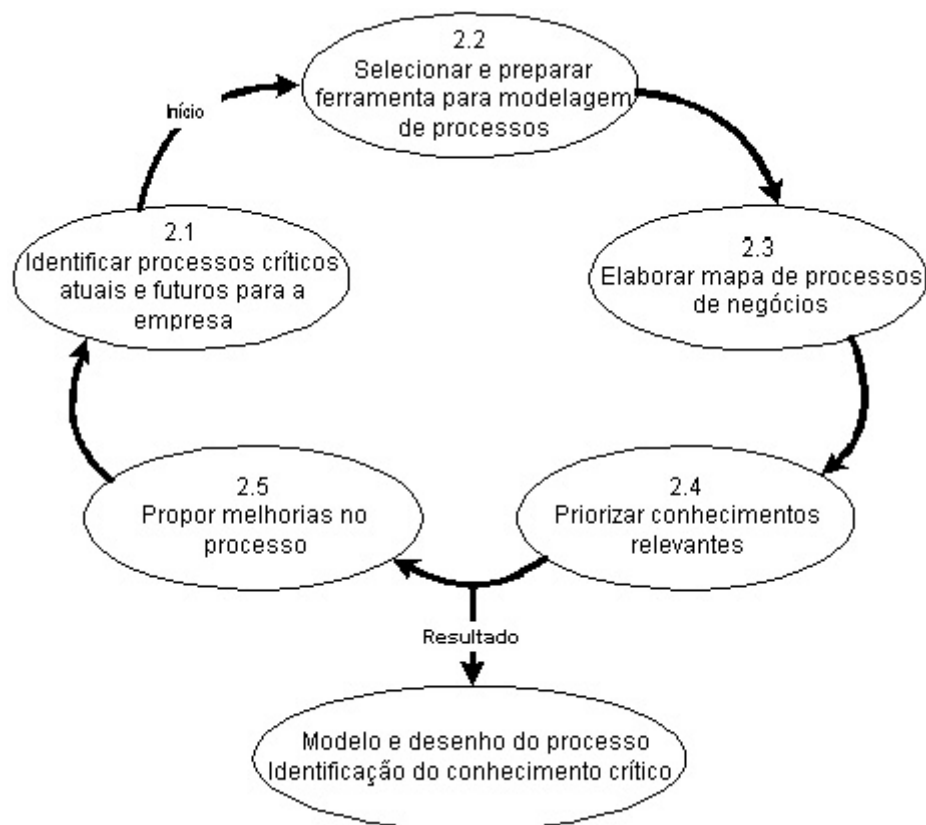 2.2
Selecionar e preparar
ferramenta para modelagem
de processos
Início
2.1
Identificar processos críticos
atuais e futuros para a
empresa
2.3
Elaborar mapa de processos
de negócios
2.5
Propor melhorias no
processo
2.4
Priorizar conhecimentos
relevantes
Resultado
Modelo e desenho do processo
Identificação do conhecimento crítico